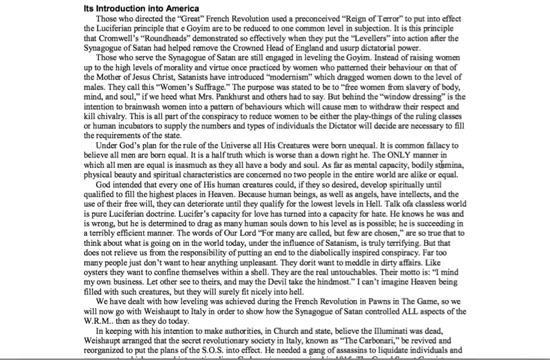 Its Introduction into America
Those who directed the “Great” French Revolution used a preconceived “Reign of Terror” to put into effect
the Luciferian principle that e Goyim are to be reduced to one common level in subjection. It is this principle
that Cromwell’s “Roundheads” demonstrated so effectively when they put the “Levellers” into action after the
Synagogue of Satan had helped remove the Crowned Head of England and usurp dictatorial power.
Those who serve the Synagogue of Satan are still engaged in leveling the Goyim. Instead of raising women
up to the high levels of morality and virtue once practiced by women who patterned their behaviour on that of
the Mother of Jesus Christ, Satanists have introduced “modernism” which dragged women down to the level of
males. They call this “Women’s Suffrage.” The purpose was stated to be to “free women from slavery of body,
mind, and soul,” if we heed what Mrs. Pankhurst and others had to say. But behind the “window dressing” is the
intention to brainwash women into a pattern of behaviours which will cause men to withdraw their respect and
kill chivalry. This is all part of the conspiracy to reduce women to be either the play-things of the ruling classes
or human incubators to supply the numbers and types of individuals the Dictator will decide are necessary to fill
the requirements of the state.
Under God’s plan for the rule of the Universe all His Creatures were born unequal. It is common fallacy to
believe all men are born equal. It is a half truth which is worse than a down right he. The ONLY manner in
which all men are equal is inasmuch as they all have a body and soul. As far as mental capacity, bodily stamina,
physical beauty and spiritual characteristics are concerned no two people in the entire world are alike or equal.
God intended that every one of His human creatures could, if they so desired, develop spiritually until
qualified to fill the highest places in Heaven. Because human beings, as well as angels, have intellects, and the
use of their free will, they can deteriorate until they qualify for the lowest levels in Hell. Talk ofa classless world
is pure Luciferian doctrine. Lucifer’s capacity for love has turned into a capacity for hate. He knows he was and
is wrong, but he is determined to drag as many human souls down to his level as is possible; he is succeeding in
a terribly efficient manner. The words of Our Lord “For many are called, but few are chosen,” are so true that to
think about what is going on in the world today, under the influence of Satanism, is truly terrifying. But that
does not relieve us from the responsibility of putting an end to the diabolically inspired conspiracy. Far too
many people just don’t want to hear anything unpleasant. They dorit want to meddle in dirty affairs. Like
oysters they want to confine themselves within a shell. They are the real untouchables. Their motto is: “I mind
my own business. Let other see to theirs, and may the Devil take the hindmost.” I can’t imagine Heaven being
filled with such creatures, but they will surely fit nicely into hell.
We have dealt with how leveling was achieved during the French Revolution in Pawns in The Game, so we
will now go with Weishaupt to Italy in order to show how the Synagogue of Satan controlled ALL aspects of the
W.R.M.. then as they do today.
In keeping with his intention to make authorities, in Church and state, believe the Illuminati was dead,
Weishaupt arranged that the secret revolutionary society in Italy, known as “The Carbonari,” be revived and
reorganized to put the plans of the S.O.S. into effect. He needed a gang of assassins to liquidate individuals and